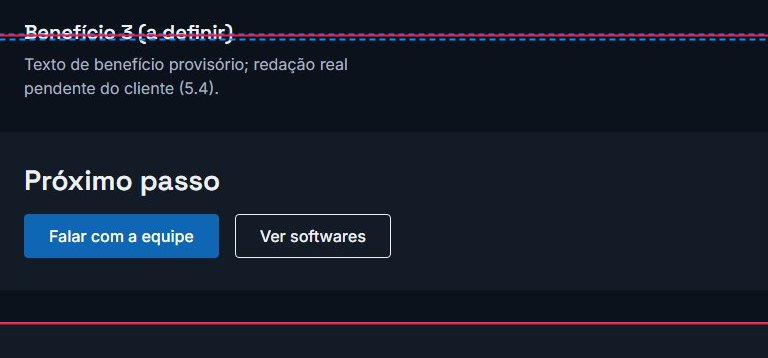 Benefício 3 (a definir)
Texto de benefício provisório; redação real
pendente do cliente (5.4).
Próximo passo
Falar com a equipe
Ver softwares